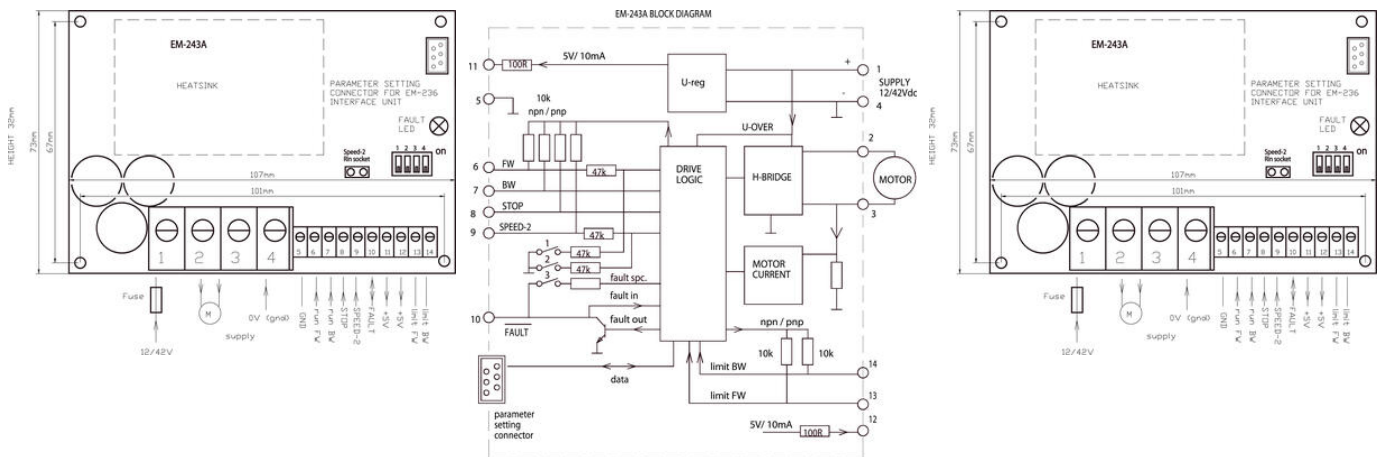 EM-243A
HEATSINK
PARAMETER SETTING
CONNECTOR FOR EM-236
INTERFACE UNIT
FAULT
LED
Speed-2
Rin socket
1 2 3 4
on
HEIGHT 32mm
73mm
67mm
107mm
101mm
1 2 3 4
5 6 7 8 9 10 11 12 13 14
Fuse
M
0V (gnd)
supply
12/42V
GND
run FW
run BW
STOP
SPEED-2
FAULT
+5V
+5V
limit FW
limit BW
EM-243A BLOCK DIAGRAM
11
100R
5V/ 10mA
U-reg
+
1
SUPPLY
12/42Vdc
-
4
5
10k
npn / pnp
U-OVER
2
6
FW
47k
DRIVE
LOGIC
H-BRIDGE
MOTOR
7
BW
8
STOP
3
9
SPEED-2
47k
1
47k
2
47k
3
fault spc.
MOTOR
CURRENT
fault in
10
FAULT
fault out
npn / pnp
10k
10k
limit BW
14
data
limit FW
13
parameter
setting
connector
5V/ 10mA
100R
12
EM-243A
HEATSINK
PARAMETER SETTING
CONNECTOR FOR EM-236
INTERFACE UNIT
FAULT
LED
Speed-2
Rin socket
1 2 3 4
on
HEIGHT 32mm
73mm
67mm
107mm
101mm
1 2 3 4
5 6 7 8 9 10 11 12 13 14
Fuse
M
0V (gnd)
supply
12/42V
GND
run FW
run BW
STOP
SPEED-2
FAULT
+5V
+5V
limit FW
limit BW